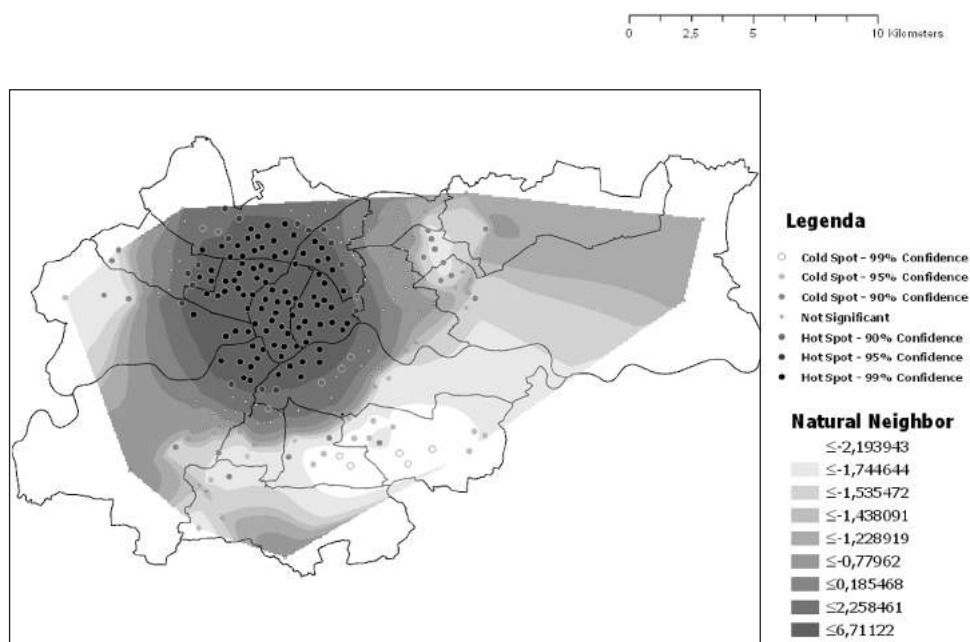 0 2,5 5 10 Kilometers
Legenda
Cold Spot - 99% Confidence
Cold Spot - 95% Confidence
Cold Spot - 90% Confidence
Not Significant
Hot Spot - 90% Confidence
Hot Spot - 95% Confidence
Hot Spot - 99% Confidence
Natural Neighbor
≤-2,193943
≤-1,744644
≤-1,535472
≤-1,438091
≤-1,228919
≤-0,77962
≤0,185468
≤2,258461
≤6,71122